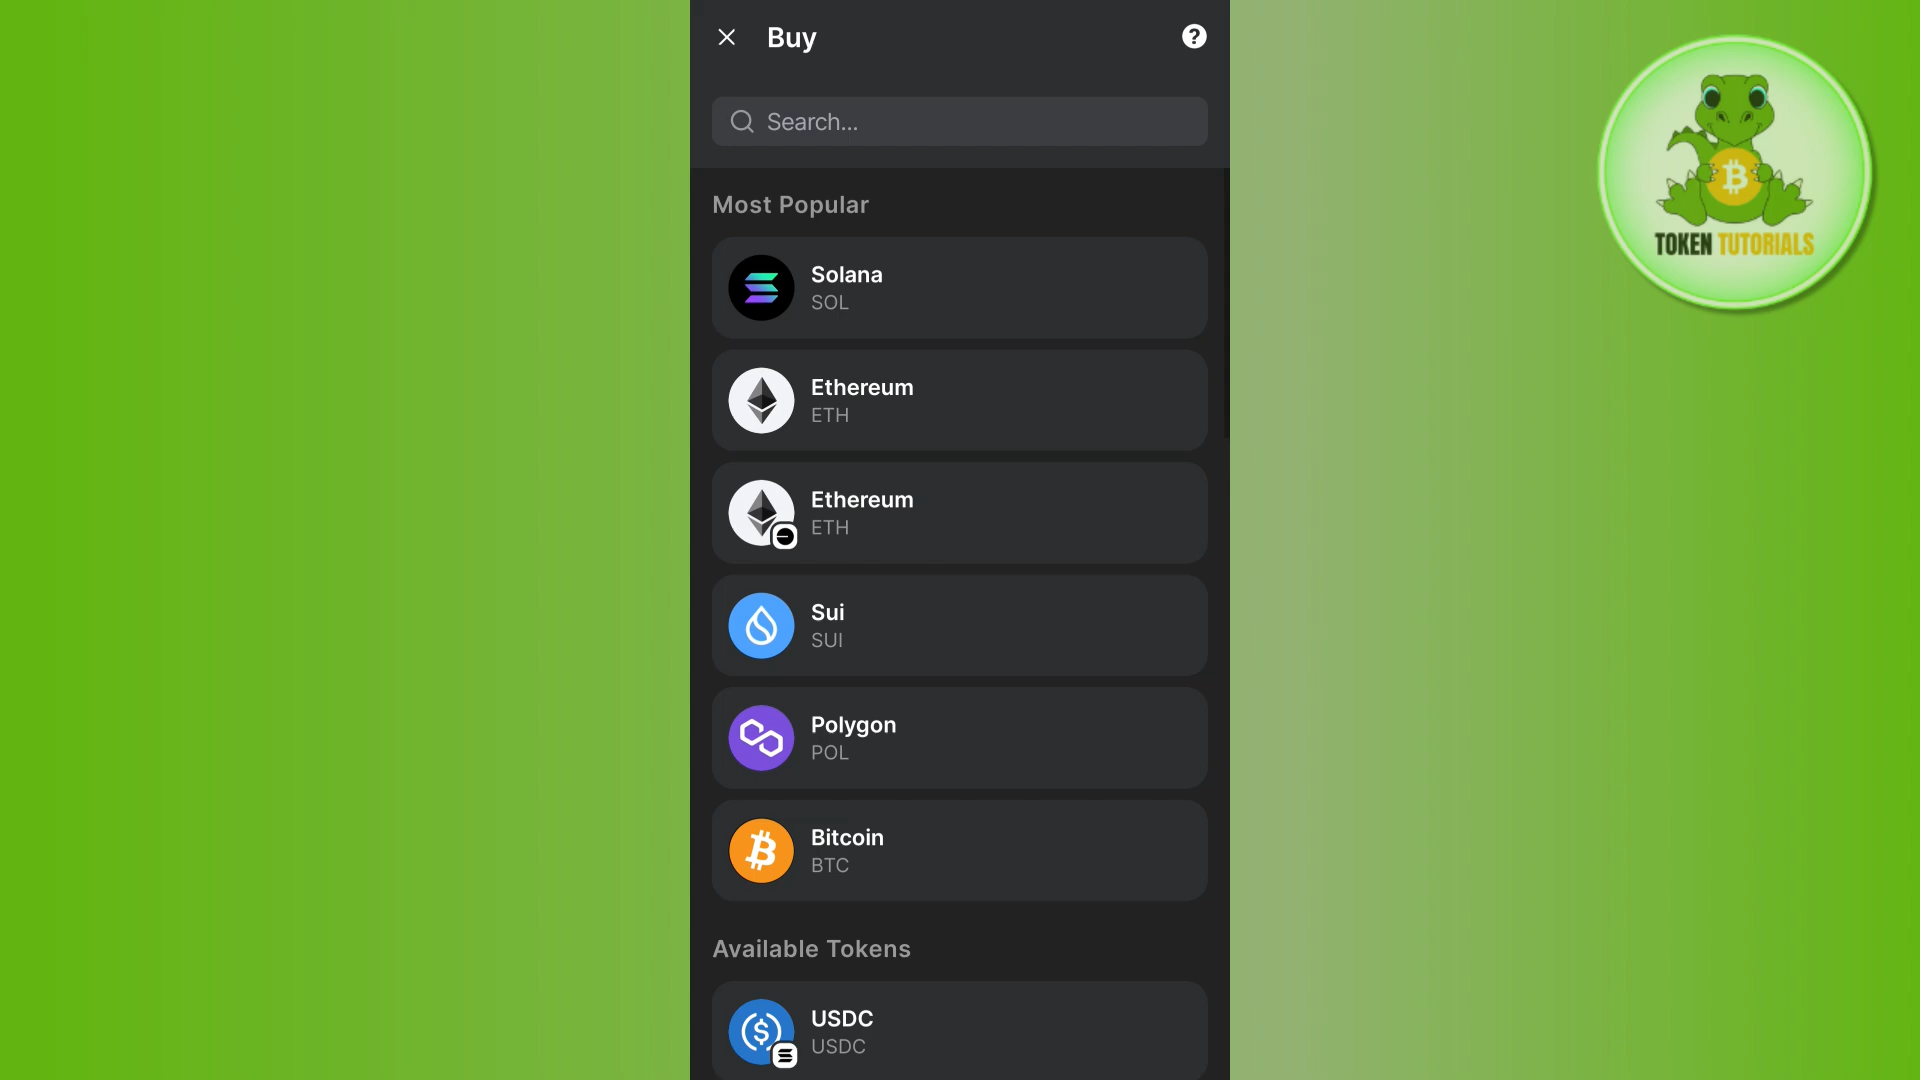 Buy
Search...
Most Popular
Solana
SOL
Ethereum
ETH
Ethereum
ETH
Sui
SUI
Polygon
POL
Bitcoin
BTC
Available Tokens
USDC
USDC
TOKEN TUTORIALS